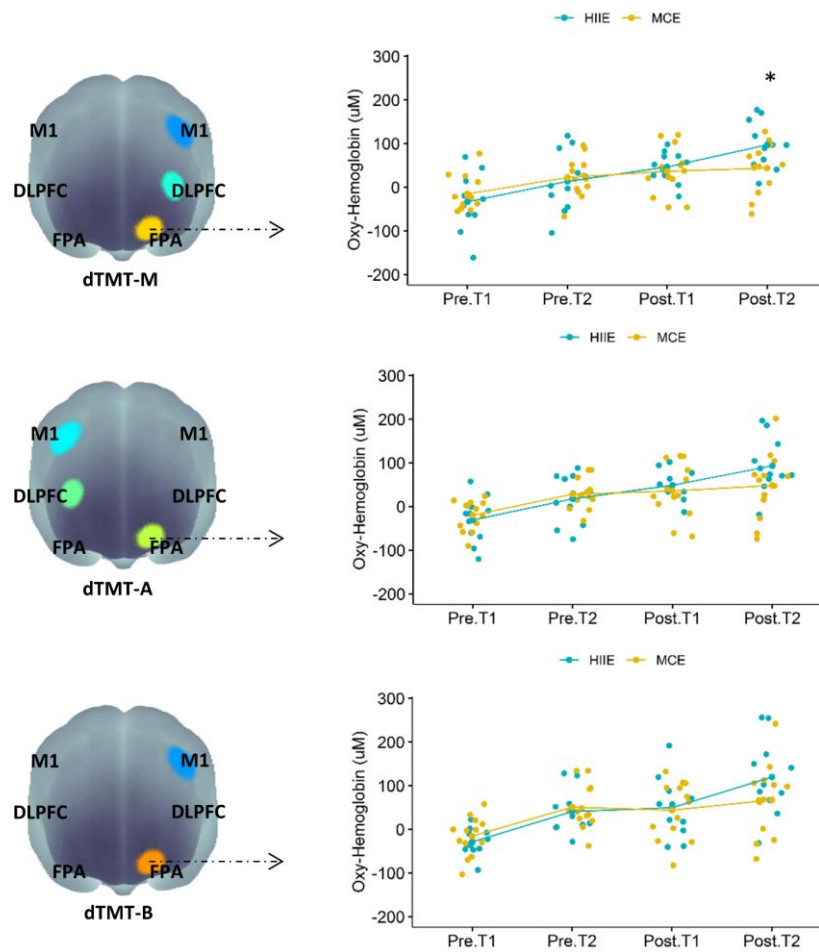 HIIE MCE
M1 M1
DLPFC DLPFC
FPA FPA
dTMT-M
Oxy-Hemoglobin (uM)
300
200
100
0
-100
-200
*
Pre.T1 Pre.T2 Post.T1 Post.T2
HIIE MCE
M1 M1
DLPFC DLPFC
FPA FPA
dTMT-A
Oxy-Hemoglobin (uM)
300
200
100
0
-100
-200
Pre.T1 Pre.T2 Post.T1 Post.T2
HIIE MCE
M1 M1
DLPFC DLPFC
FPA FPA
dTMT-B
Oxy-Hemoglobin (uM)
300
200
100
0
-100
-200
Pre.T1 Pre.T2 Post.T1 Post.T2